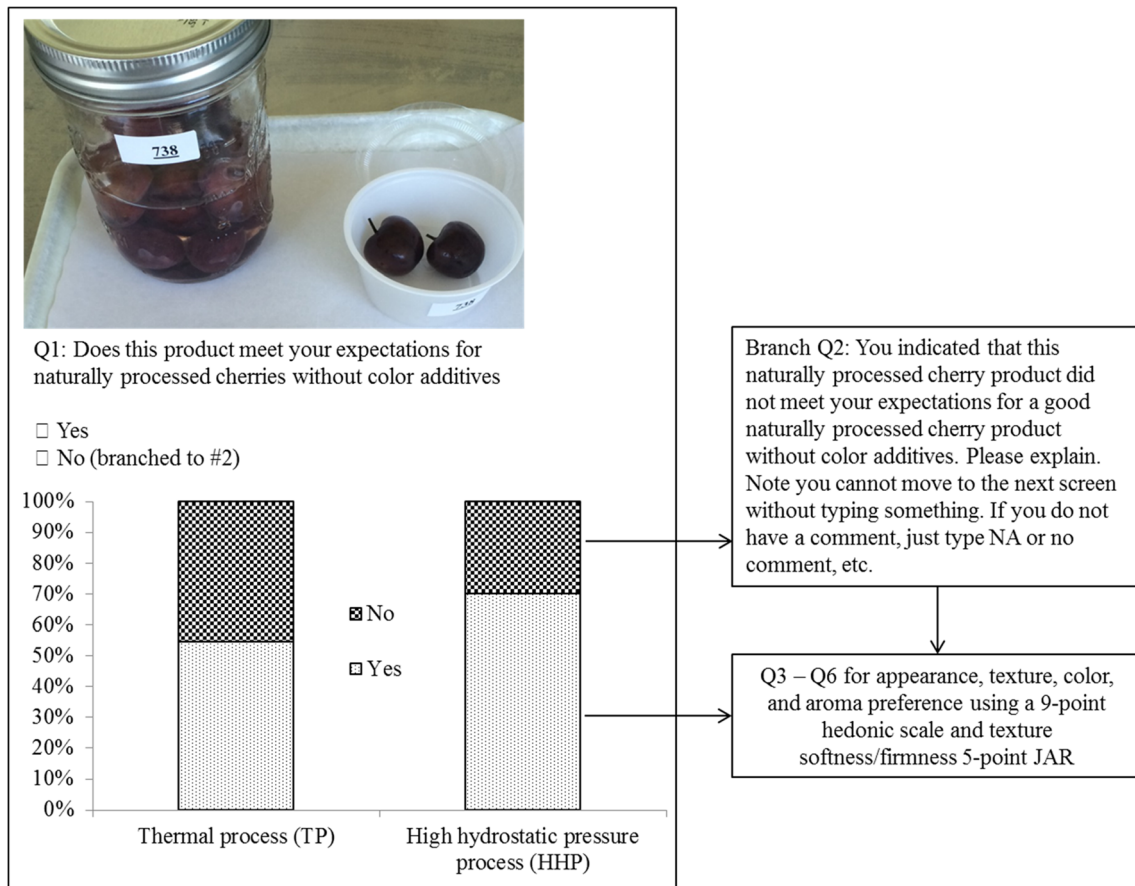 738
738
Q1: Does this product meet your expectations for
naturally processed cherries without color additives
□ Yes
□ No (branched to #2)
100%
90%
80%
70%
60%
50%
40%
30%
20%
10%
0%
No
Yes
Thermal process (TP)
High hydrostatic pressure
process (HHP)
Branch Q2: You indicated that this
naturally processed cherry product did
not meet your expectations for a good
naturally processed cherry product
without color additives. Please explain.
Note you cannot move to the next screen
without typing something. If you do not
have a comment, just type NA or no
comment, etc.
Q3 – Q6 for appearance, texture, color,
and aroma preference using a 9-point
hedonic scale and texture
softness/firmness 5-point JAR